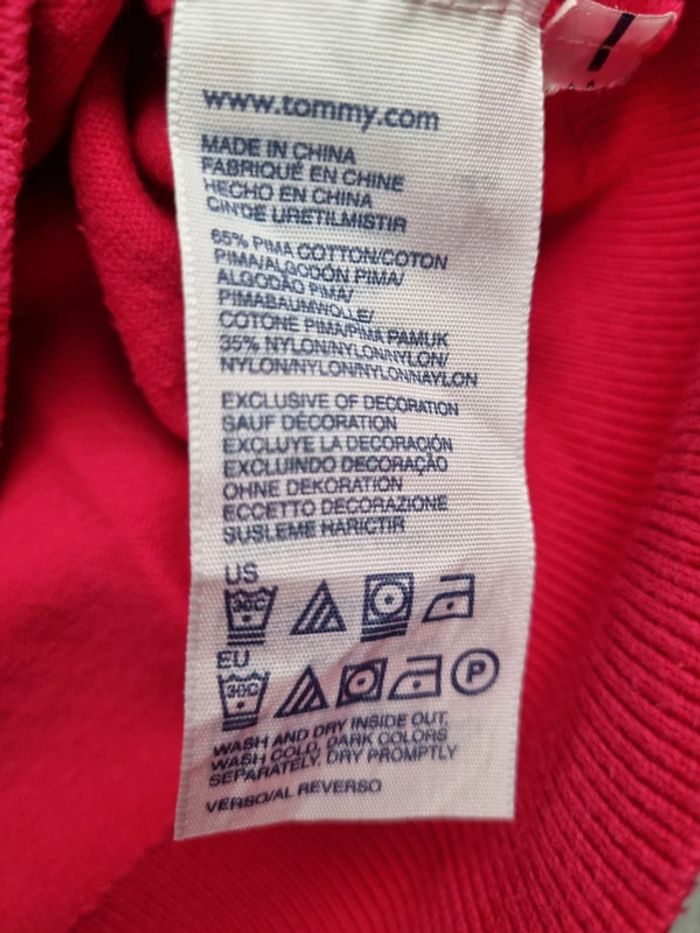 www.tommy.com
MADE IN CHINA
FABRIQUÉ EN CHINE
HECHO EN CHINA
CIN'DE URETILMISTIR
65% PIMA COTTON/COTON
PIMA/ALGODÓN PIMA/
ALGODÃO PIMA/
PIMABAUMWOLLE/
COTONE PIMA/PIMA PAMUK
35% NYLON/NYLON/NYLON/
NYLON/NYLON/NYLON/NAYLON
EXCLUSIVE OF DECORATION
SAUF DÉCORATION
EXCLUYE LA DECORACIÓN
EXCLUINDO DECORAÇÃO
OHNE DEKORATION
ECCETTO DECORAZIONE
SUSLEME HARICTIR
US
30C
EU
30C
P
WASH AND DRY INSIDE OUT,
WASH COLD, DARK COLORS
SEPARATELY, DRY PROMPTLY
VERSO/AL REVERSO